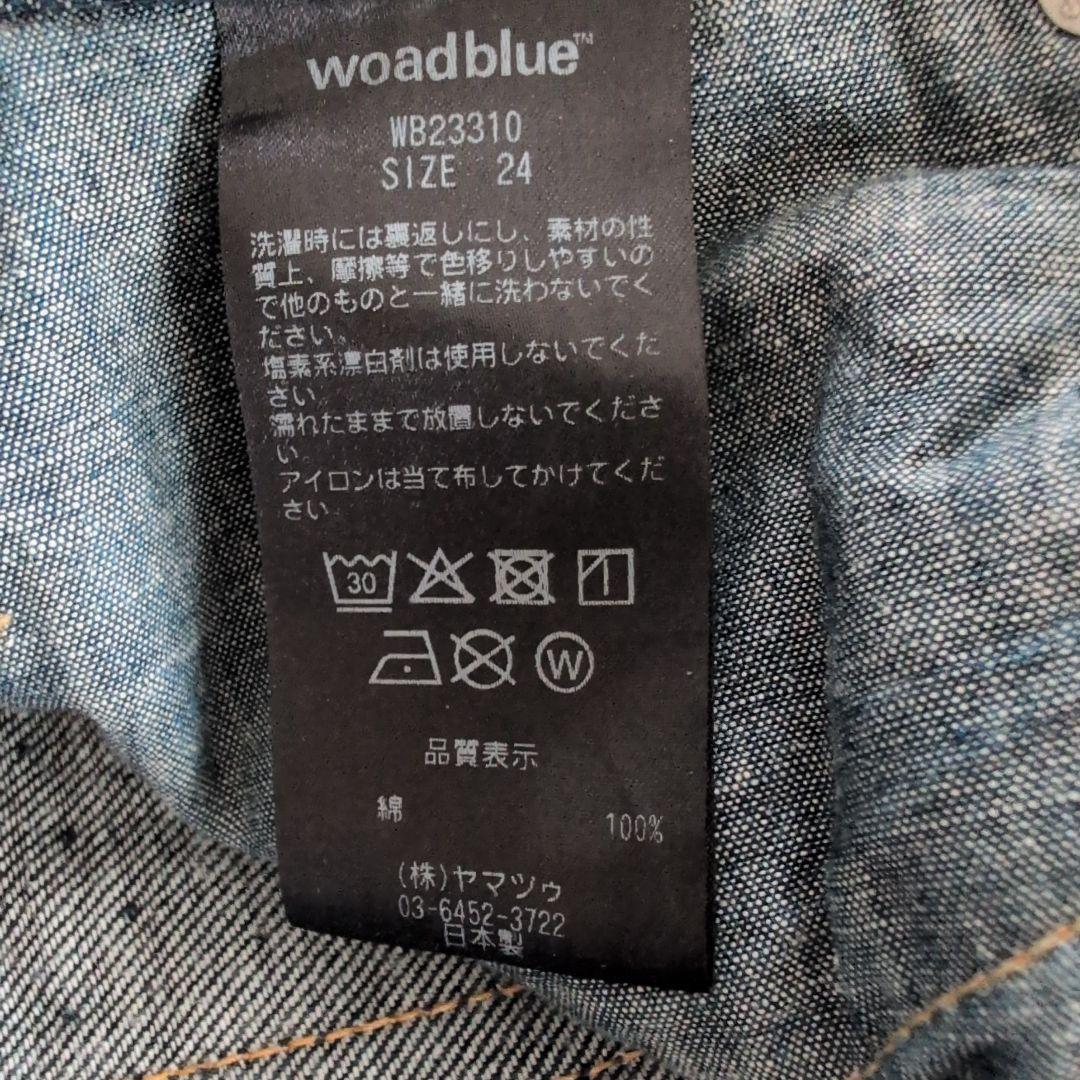 woadblue™
WB23310
SIZE 24
洗濯時には裏返しにし、素材の性
質上、摩擦等で色移りしやすいの
で他のものと一緒に洗わないでく
ださい。
塩素系漂白剤は使用しないでくだ
さい
濡れたままで放置しないでくださ
い
アイロンは当て布してかけてくだ
さい
30
W
品質表示
綿 100%
(株)ヤマツゥ
03-6452-3722
日本製